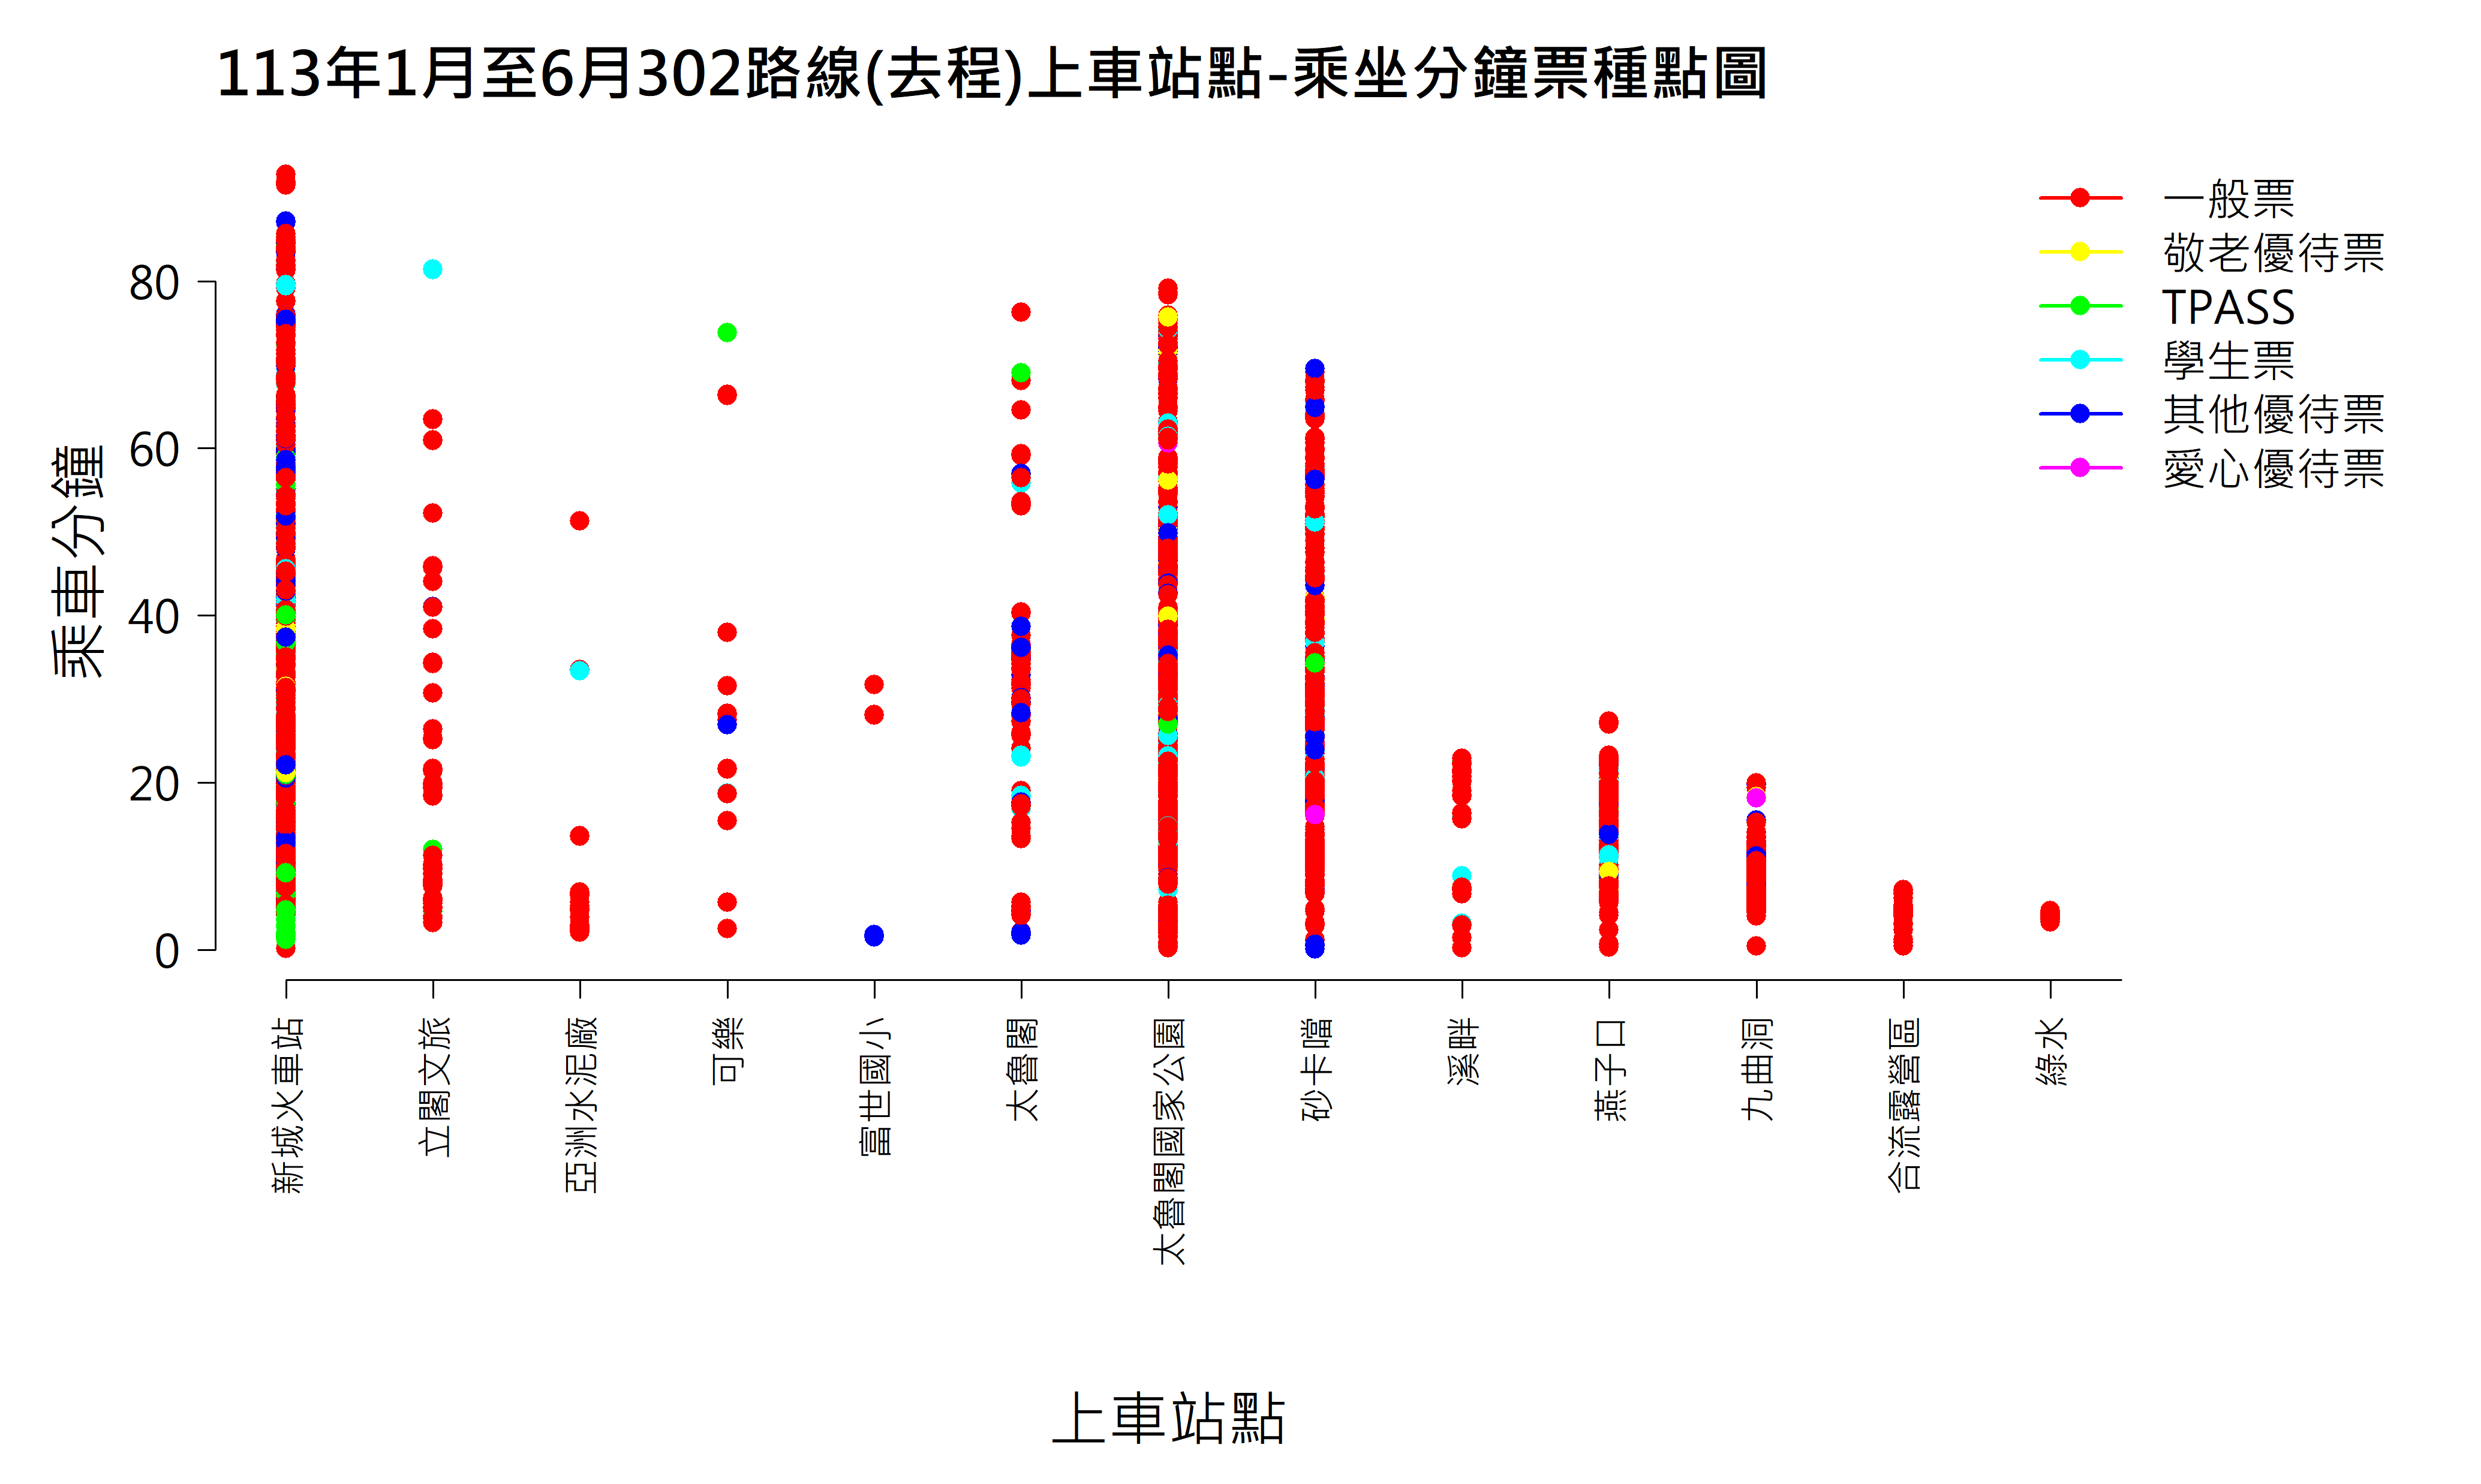 113年1月至6月302路線(去程)上車站點-乘坐分鐘票種點圖
一般票
敬老優待票
TPASS
學生票
其他優待票
愛心優待票
乘車分鐘
80
60
40
20
0
新城火車站
立閣文旅
亞洲水泥廠
可樂
富世國小
太魯閣
太魯閣國家公園
砂卡噹
溪畔
燕子口
九曲洞
合流露營區
綠水
上車站點